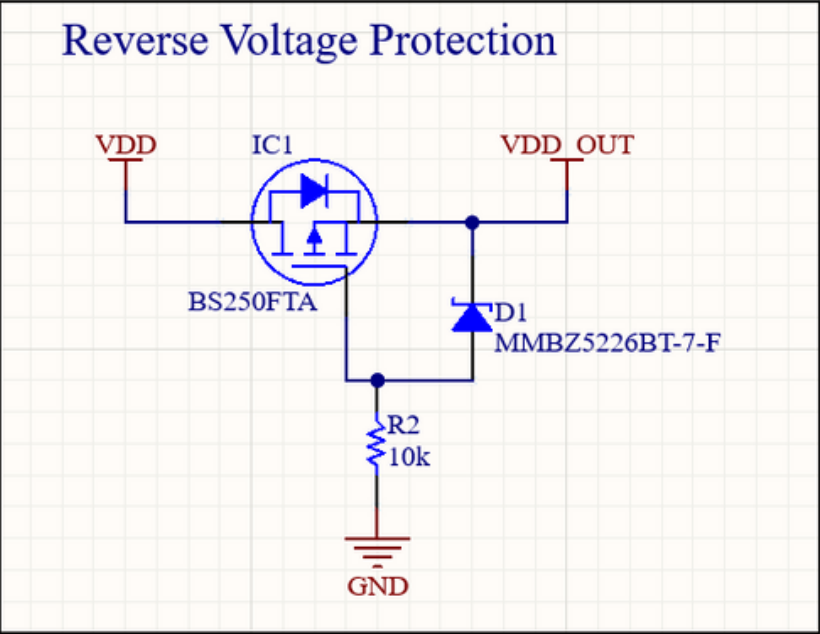 Reverse Voltage Protection
VDD
IC1
VDD_OUT
BS250FTA
D1
MMBZ5226BT-7-F
R2
10k
GND